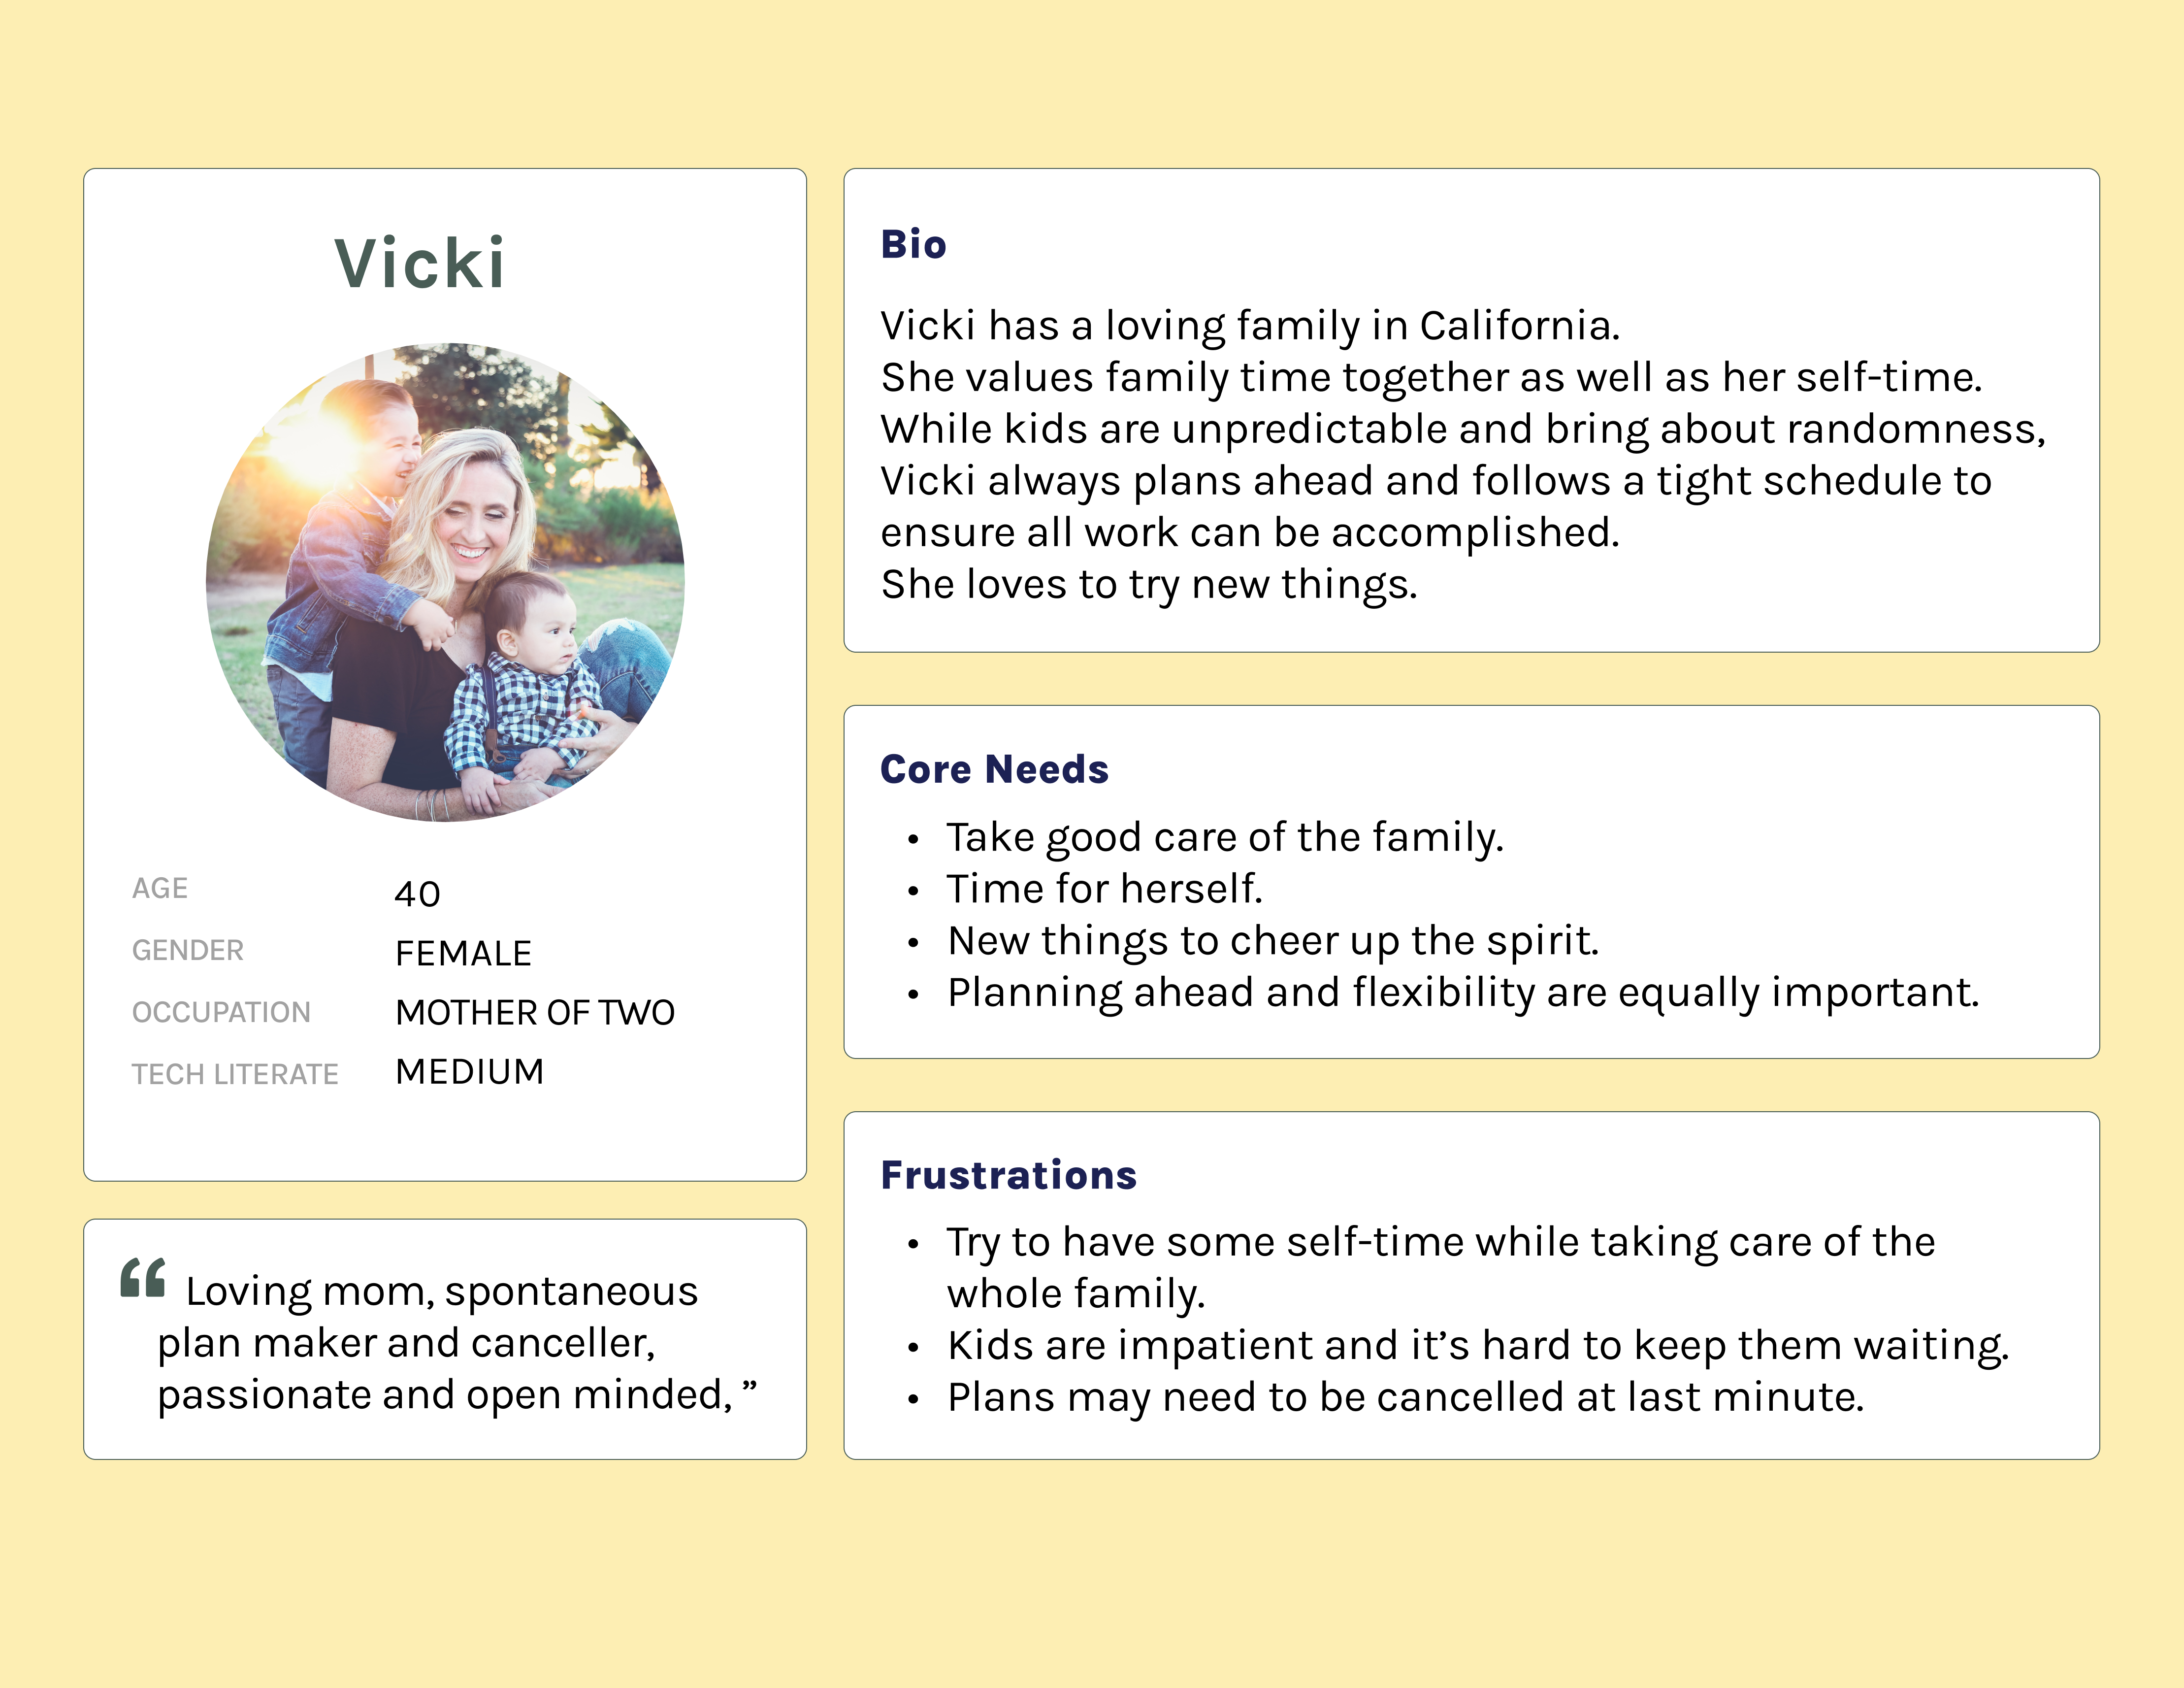 Vicki
AGE 40
GENDER FEMALE
OCCUPATION MOTHER OF TWO
TECH LITERATE MEDIUM
“ Loving mom, spontaneous
plan maker and canceller,
passionate and open minded, ”
Bio
Vicki has a loving family in California.
She values family time together as well as her self-time.
While kids are unpredictable and bring about randomness,
Vicki always plans ahead and follows a tight schedule to
ensure all work can be accomplished.
She loves to try new things.
Core Needs
• Take good care of the family.
• Time for herself.
• New things to cheer up the spirit.
• Planning ahead and flexibility are equally important.
Frustrations
• Try to have some self-time while taking care of the
whole family.
• Kids are impatient and it’s hard to keep them waiting.
• Plans may need to be cancelled at last minute.